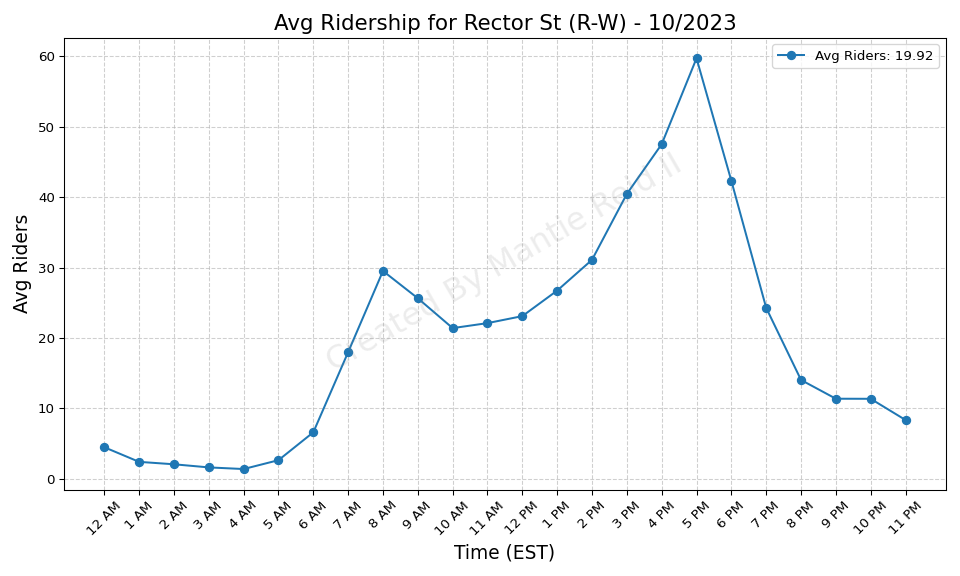 Avg Ridership for Rector St (R-W) - 10/2023
Avg Riders: 19.92
Avg Riders
60
50
40
30
20
10
0
Created By Mantie Reid II
12 AM
1 AM
2 AM
3 AM
4 AM
5 AM
6 AM
7 AM
8 AM
9 AM
10 AM
11 AM
12 PM
1 PM
2 PM
3 PM
4 PM
5 PM
6 PM
7 PM
8 PM
9 PM
10 PM
11 PM
Time (EST)